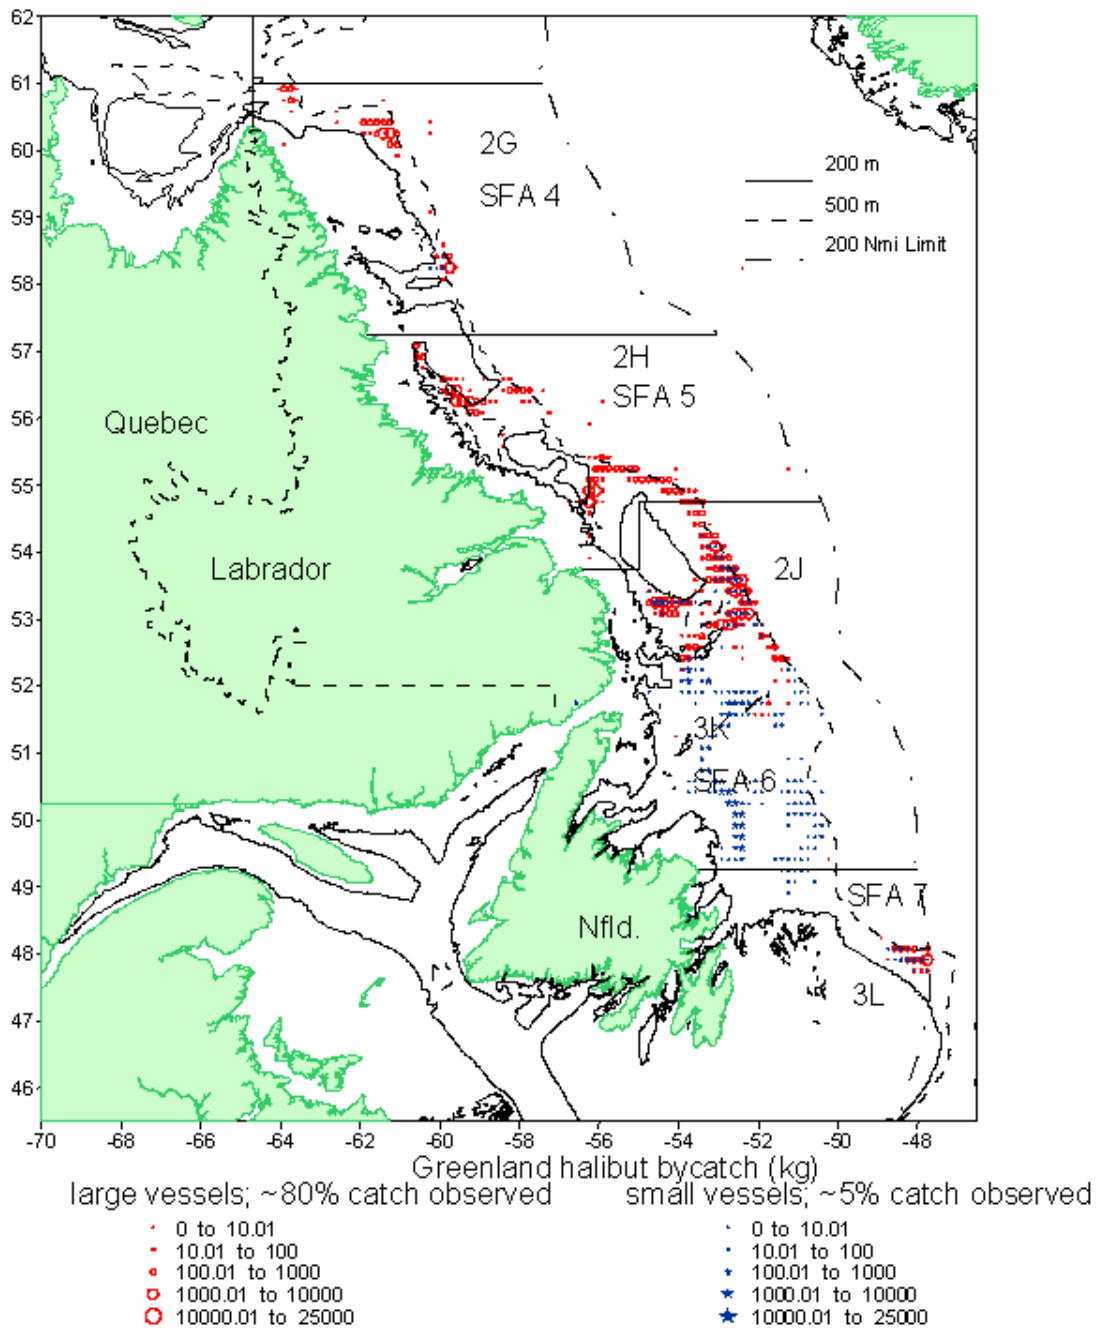 62
61
60
59
58
57
56
55
54
53
52
51
50
49
48
47
46
2G
SFA 4
200 m
500 m
200 Nmi Limit
2H
SFA 5
Quebec
Labrador
2J
3K
SFA 6
SFA 7
Nfld.
3L
-70 -68 -66 -64 -62 -60 -58 -56 -54 -52 -50 -48
Greenland halibut bycatch (kg)
large vessels; ~80% catch observed
0 to 10.01
10.01 to 100
100.01 to 1000
1000.01 to 10000
10000.01 to 25000
small vessels; ~5% catch observed
0 to 10.01
10.01 to 100
100.01 to 1000
1000.01 to 10000
10000.01 to 25000